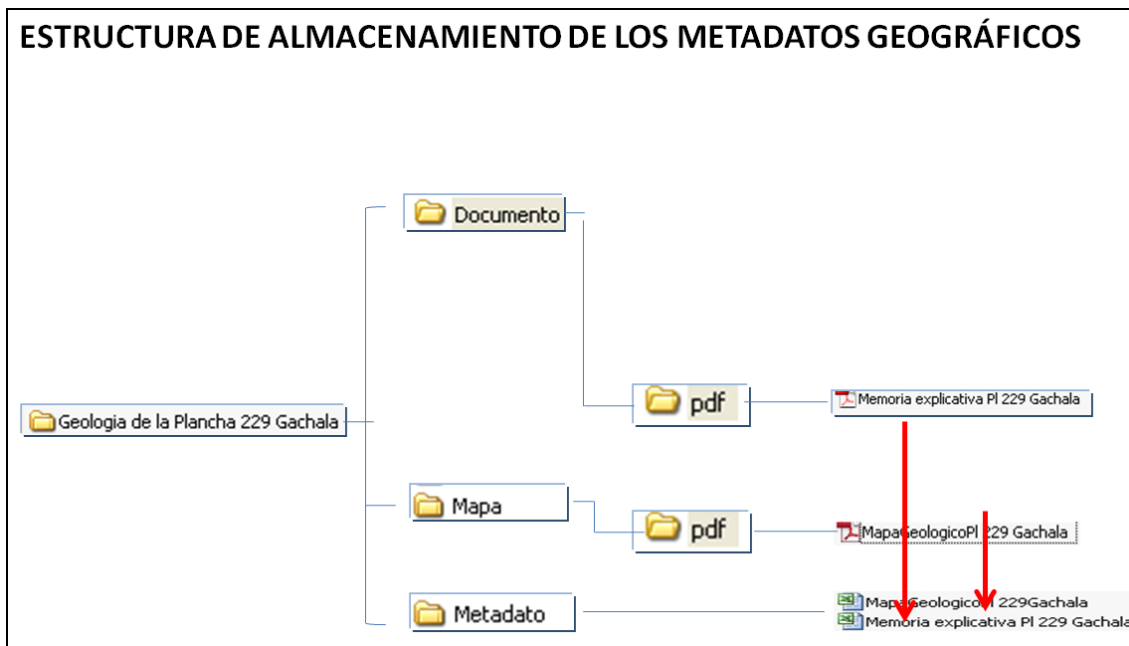 ESTRUCTURA DE ALMACENAMIENTO DE LOS METADATOS GEOGRÁFICOS
Documento
pdf
Memoria explicativa Pl 229 Gachala
Geologia de la Plancha 229 Gachala
Mapa
pdf
MapaGeologicoPl 229 Gachala
Metadato
MapaGeologicoPl 229Gachala
Memoria explicativa Pl 229 Gachala